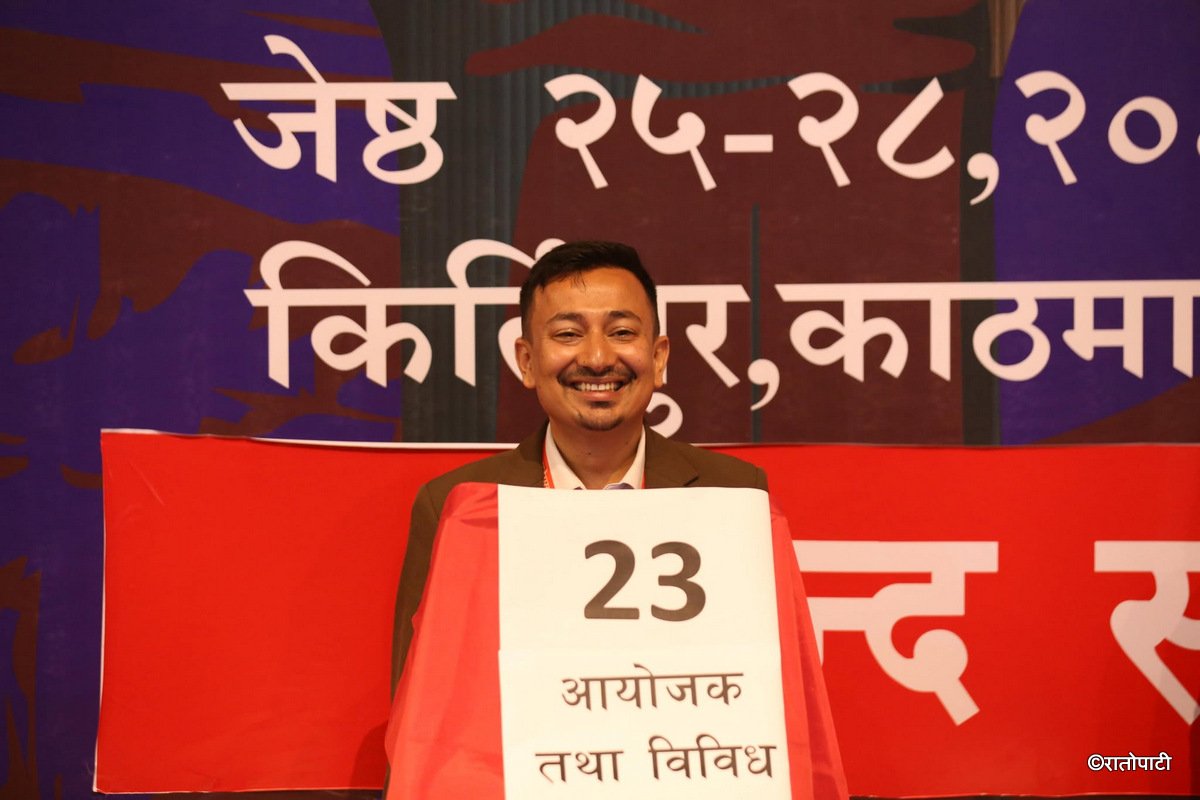 जेष्ठ २५-२८,२०
काठमा
23
आयोजक
तथा विविध
©रातोपाटी